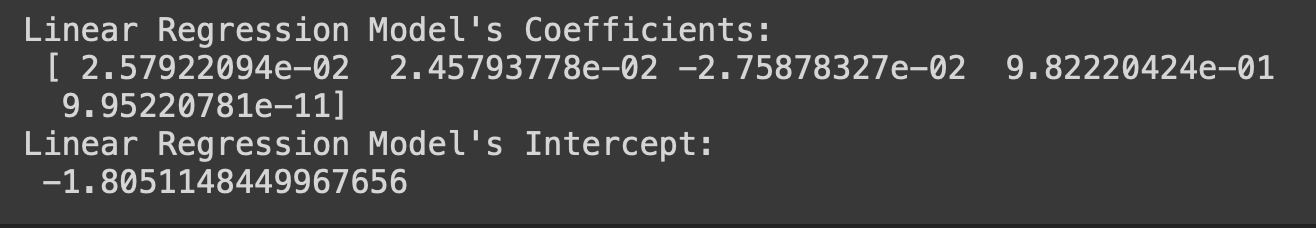 Linear Regression Model's Coefficients:
[ 2.57922094e-02  2.45793778e-02 -2.75878327e-02  9.82220424e-01
9.95220781e-11]
Linear Regression Model's Intercept:
-1.8051148449967656